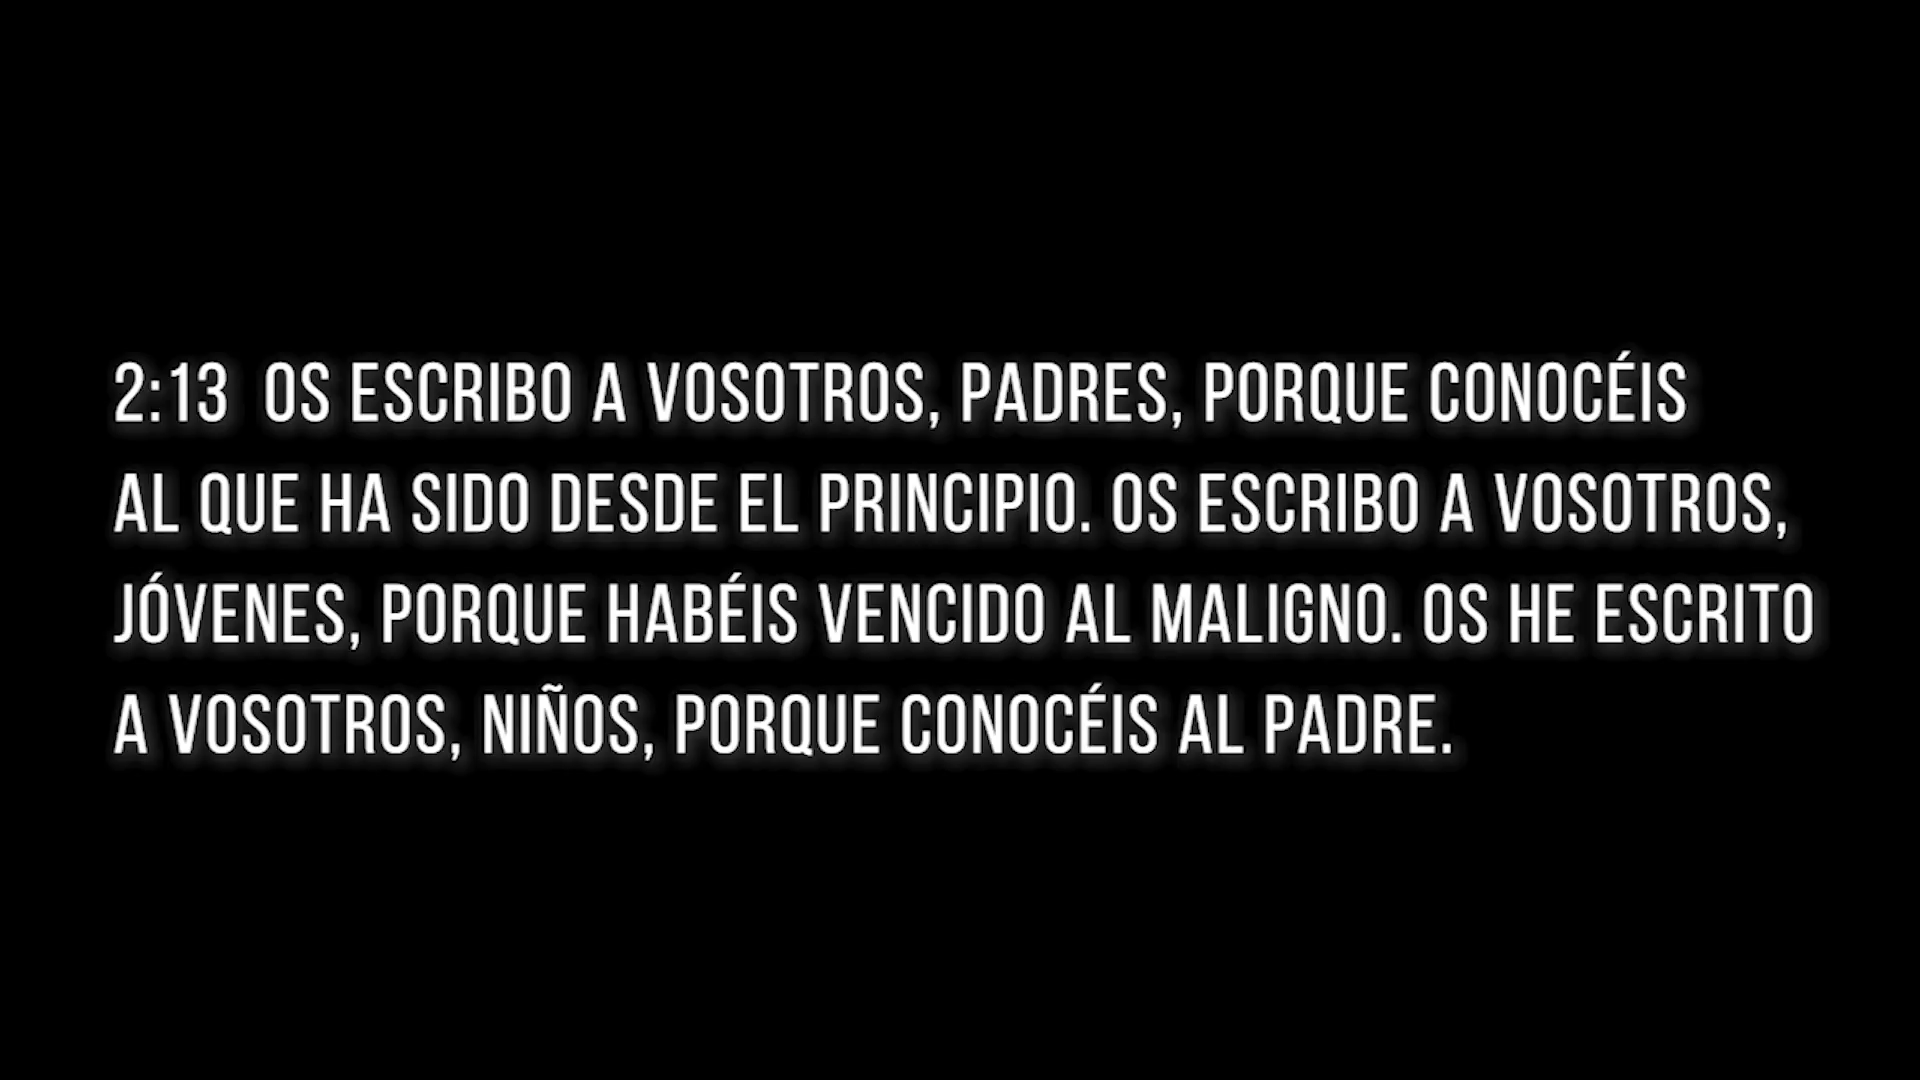 2:13 OS ESCRIBO A VOSOTROS, PADRES, PORQUE CONOCÉIS
AL QUE HA SIDO DESDE EL PRINCIPIO. OS ESCRIBO A VOSOTROS,
JÓVENES, PORQUE HABÉIS VENCIDO AL MALIGNO. OS HE ESCRITO
A VOSOTROS, NIÑOS, PORQUE CONOCÉIS AL PADRE.